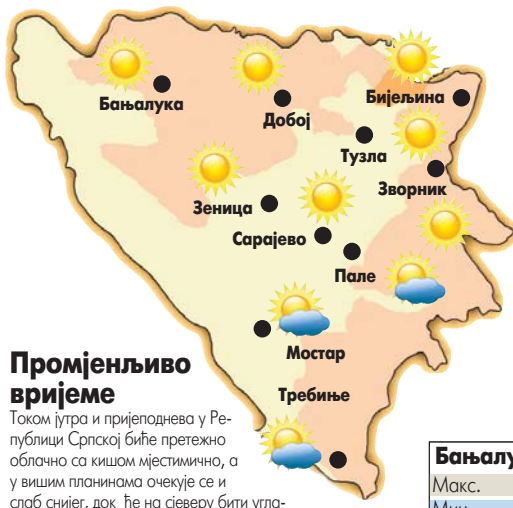 Бањалука
Добој
Бијељина
Тузла
Зворник
Зеница
Сарајево
Пале
Мостар
Требиње
Промјенљиво
вријеме
Током јутра и пријеподнева у Ре-
публици Српској биће претежно
облачно са кишом мјестимично, а
у вишим планинама очекује се и
слаб снијег, док ће на сјеверу бити угла-
Макс.